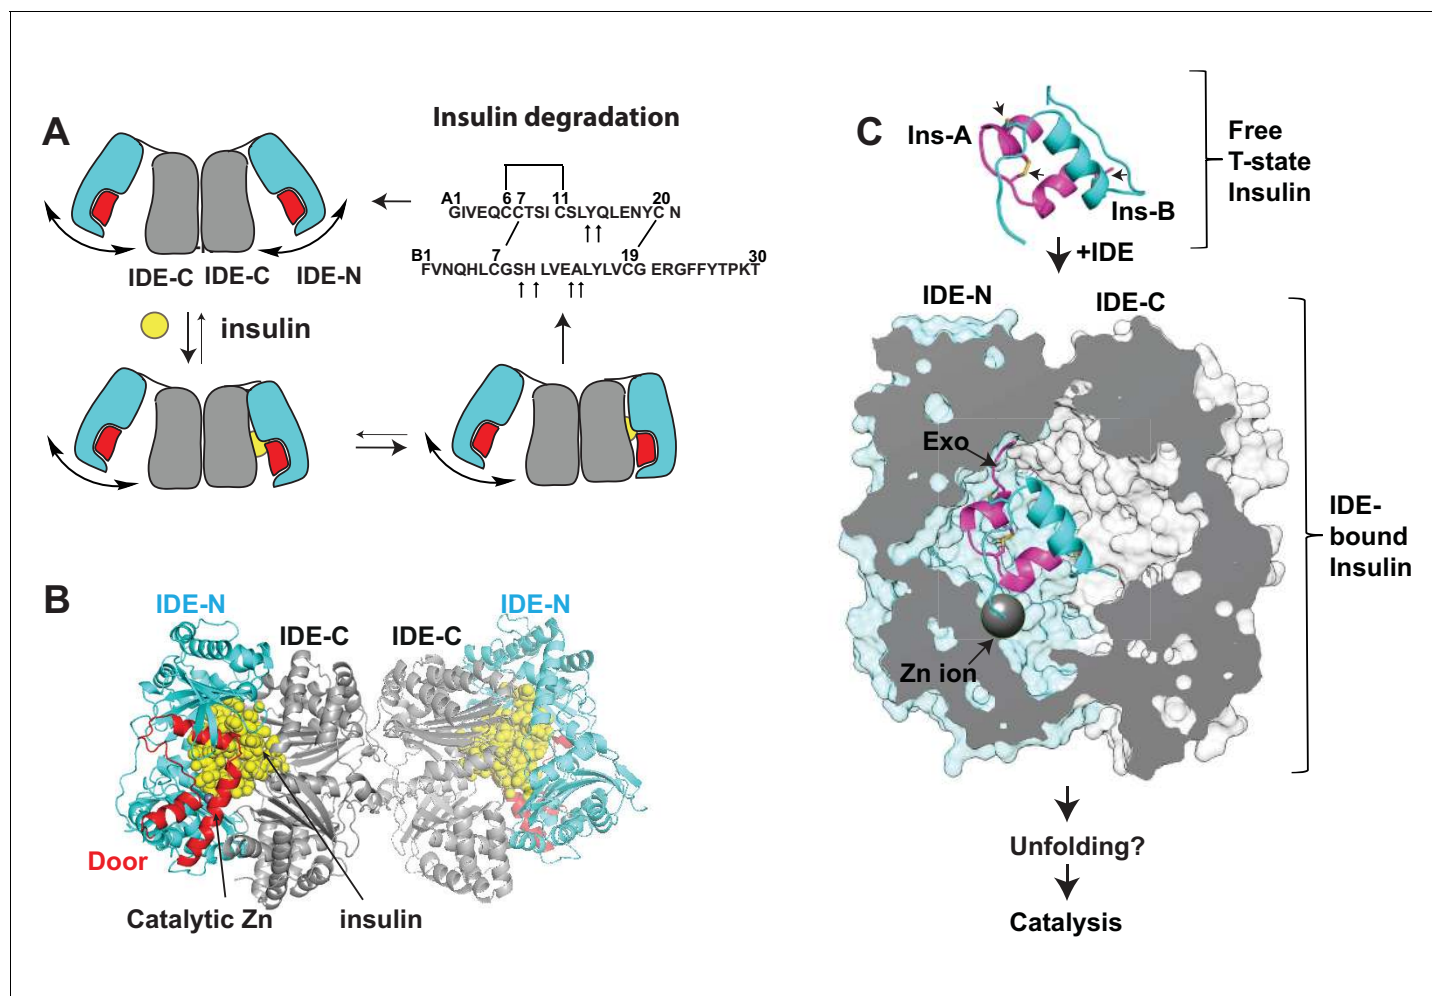 A
Insulin degradation
A1 6 7 11 20
GIVEQCCTSI CSLYQLENYC N
B1 7 19 30
FVNQHLCGSH LVEALYLVCG ERGFFYTPKT
IDE-C IDE-C IDE-N
insulin
B
IDE-N IDE-C IDE-C IDE-N
Door
Catalytic Zn insulin
C
Ins-A
Ins-B
Free
T-state
Insulin
+IDE
IDE-N IDE-C
Exo
Zn ion
IDE-
bound
Insulin
Unfolding?
Catalysis